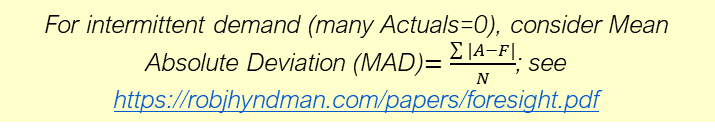 For intermittent demand (many Actuals=0), consider Mean
Absolute Deviation (MAD)= ∑|A−F|/N; see
https://robjhyndman.com/papers/foresight.pdf